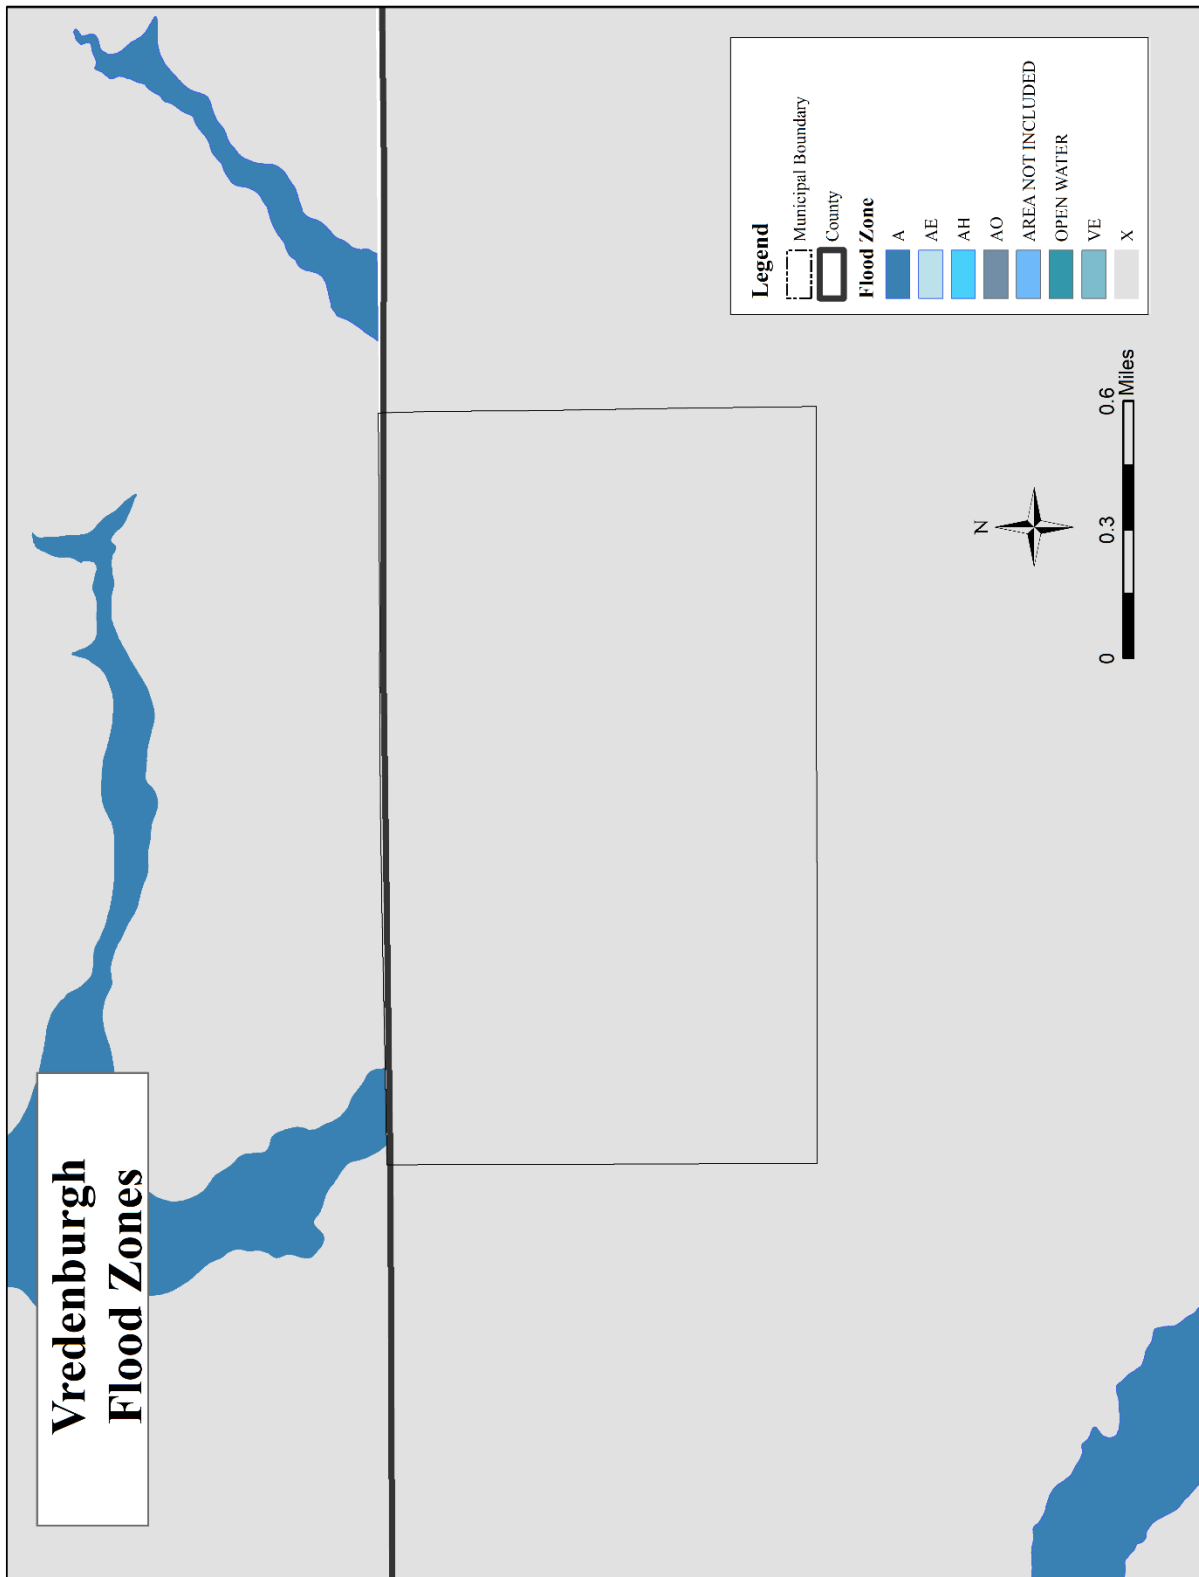 Vredenburgh
Flood Zones
Legend
Municipal Boundary
County
Flood Zone
A
AE
AH
AO
AREA NOT INCLUDED
OPEN WATER
VE
X
N
0 0.3 0.6
Miles